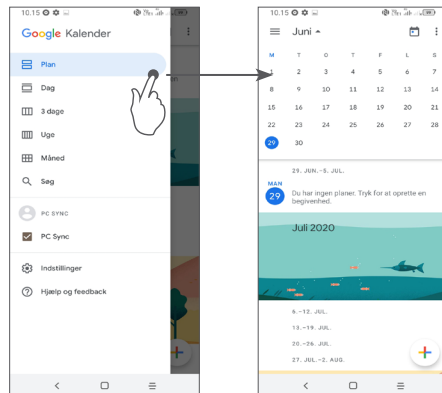 10.15
Google Kalender
Plan
Dag
3 dage
Uge
Måned
Søg
PC SYNC
PC Sync
Indstillinger
Hjælp og feedback
10.15
Juni
M T O T F L S
1 2 3 4 5 6 7
8 9 10 11 12 13 14
15 16 17 18 19 20 21
22 23 24 25 26 27 28
29 30
29. JUN.–5. JUL.
MAN
29
Du har ingen planer. Tryk for at oprette en
begivenhed.
Juli 2020
6.–12. JUL.
13.–19. JUL.
20.–26. JUL.
27. JUL.–2. AUG.